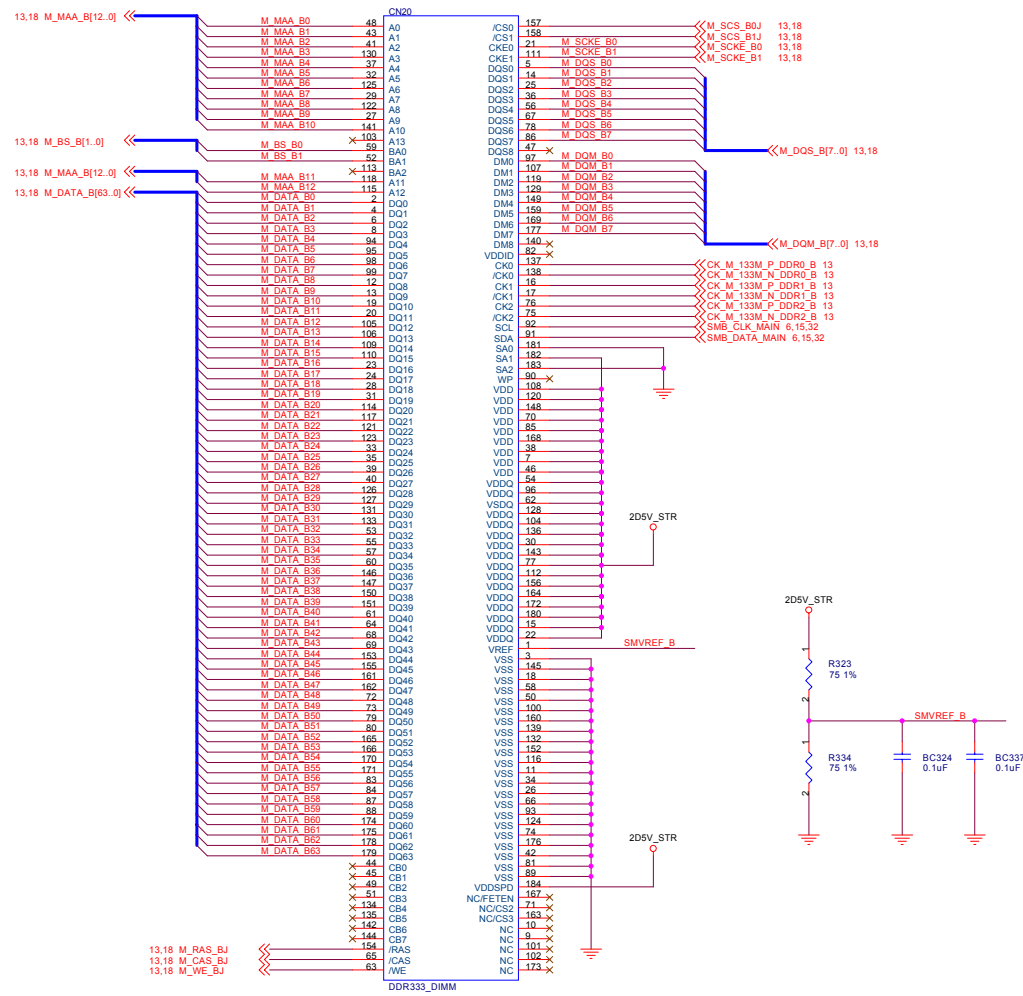 CN20
13,18 M_MAA_B[12..0]
M_MAA_B0 48 A0
M_MAA_B1 43 A1
M_MAA_B2 41 A2
M_MAA_B3 130 A3
M_MAA_B4 37 A4
M_MAA_B5 32 A5
M_MAA_B6 125 A6
M_MAA_B7 29 A7
M_MAA_B8 122 A8
M_MAA_B9 27 A9
M_MAA_B10 141 A10
103 A13
13,18 M_BS_B[1..0]
M_BS_B0 59 BA0
M_BS_B1 52 BA1
113 BA2
13,18 M_MAA_B[12..0]
M_MAA_B11 118 A11
M_MAA_B12 115 A12
13,18 M_DATA_B[63..0]
M_DATA_B0 2 DQ0
M_DATA_B1 4 DQ1
M_DATA_B2 6 DQ2
M_DATA_B3 8 DQ3
M_DATA_B4 94 DQ4
M_DATA_B5 95 DQ5
M_DATA_B6 98 DQ6
M_DATA_B7 99 DQ7
M_DATA_B8 12 DQ8
M_DATA_B9 13 DQ9
M_DATA_B10 19 DQ10
M_DATA_B11 20 DQ11
M_DATA_B12 105 DQ12
M_DATA_B13 106 DQ13
M_DATA_B14 109 DQ14
M_DATA_B15 110 DQ15
M_DATA_B16 23 DQ16
M_DATA_B17 24 DQ17
M_DATA_B18 28 DQ18
M_DATA_B19 31 DQ19
M_DATA_B20 114 DQ20
M_DATA_B21 117 DQ21
M_DATA_B22 121 DQ22
M_DATA_B23 123 DQ23
M_DATA_B24 33 DQ24
M_DATA_B25 35 DQ25
M_DATA_B26 39 DQ26
M_DATA_B27 40 DQ27
M_DATA_B28 126 DQ28
M_DATA_B29 127 DQ29
M_DATA_B30 131 DQ30
M_DATA_B31 133 DQ31
M_DATA_B32 53 DQ32
M_DATA_B33 55 DQ33
M_DATA_B34 57 DQ34
M_DATA_B35 60 DQ35
M_DATA_B36 146 DQ36
M_DATA_B37 147 DQ37
M_DATA_B38 150 DQ38
M_DATA_B39 151 DQ39
M_DATA_B40 61 DQ40
M_DATA_B41 64 DQ41
M_DATA_B42 68 DQ42
M_DATA_B43 69 DQ43
M_DATA_B44 153 DQ44
M_DATA_B45 155 DQ45
M_DATA_B46 161 DQ46
M_DATA_B47 162 DQ47
M_DATA_B48 72 DQ48
M_DATA_B49 73 DQ49
M_DATA_B50 79 DQ50
M_DATA_B51 80 DQ51
M_DATA_B52 165 DQ52
M_DATA_B53 166 DQ53
M_DATA_B54 170 DQ54
M_DATA_B55 171 DQ55
M_DATA_B56 83 DQ56
M_DATA_B57 84 DQ57
M_DATA_B58 87 DQ58
M_DATA_B59 88 DQ59
M_DATA_B60 174 DQ60
M_DATA_B61 175 DQ61
M_DATA_B62 178 DQ62
M_DATA_B63 179 DQ63
44 CB0
45 CB1
49 CB2
51 CB3
134 CB4
135 CB5
142 CB6
144 CB7
13,18 M_RAS_BJ 154 /RAS
13,18 M_CAS_BJ 65 /CAS
13,18 M_WE_BJ 63 /WE
/CS0 157 M_SCS_B0J 13,18
/CS1 158 M_SCS_B1J 13,18
CKE0 21 M_SCKE_B0 M_SCKE_B0 13,18
CKE1 111 M_SCKE_B1 M_SCKE_B1 13,18
DQS0 5 M_DQS_B0
DQS1 14 M_DQS_B1
DQS2 25 M_DQS_B2
DQS3 36 M_DQS_B3
DQS4 56 M_DQS_B4
DQS5 67 M_DQS_B5
DQS6 78 M_DQS_B6
DQS7 86 M_DQS_B7
DQS8 47
M_DQS_B[7..0] 13,18
DM0 97 M_DQM_B0
DM1 107 M_DQM_B1
DM2 119 M_DQM_B2
DM3 129 M_DQM_B3
DM4 149 M_DQM_B4
DM5 159 M_DQM_B5
DM6 169 M_DQM_B6
DM7 177 M_DQM_B7
DM8 140
M_DQM_B[7..0] 13,18
VDDID 82
CK0 137 CK_M_133M_P_DDR0_B 13
/CK0 138 CK_M_133M_N_DDR0_B 13
CK1 16 CK_M_133M_P_DDR1_B 13
/CK1 17 CK_M_133M_N_DDR1_B 13
CK2 76 CK_M_133M_P_DDR2_B 13
/CK2 75 CK_M_133M_N_DDR2_B 13
SCL 92 SMB_CLK_MAIN 6,15,32
SDA 91 SMB_DATA_MAIN 6,15,32
SA0 181
SA1 182
SA2 183
WP 90
VDD 108
VDD 120
VDD 148
VDD 70
VDD 85
VDD 168
VDD 38
VDD 7
VDD 46
VDDQ 54
VDDQ 96
VSDQ 62
VDDQ 128
VDDQ 104
VDDQ 136
VDDQ 30
VDDQ 143
VDDQ 77
VDDQ 112
VDDQ 156
VDDQ 164
VDDQ 172
VDDQ 180
VDDQ 15
VDDQ 22
2D5V_STR
VREF 1 SMVREF_B
VSS 3
VSS 145
VSS 18
VSS 58
VSS 50
VSS 100
VSS 160
VSS 139
VSS 132
VSS 152
VSS 116
VSS 11
VSS 34
VSS 26
VSS 66
VSS 93
VSS 124
VSS 74
VSS 176
VSS 42
VSS 81
VSS 89
2D5V_STR
VDDSPD 184
NC/FETEN 167
NC/CS2 71
NC/CS3 163
NC 10
NC 9
NC 101
NC 102
NC 173
DDR333_DIMM
2D5V_STR
1
R323
75 1%
2
SMVREF_B
1
R334
75 1%
2
BC324
0.1uF
BC337
0.1uF